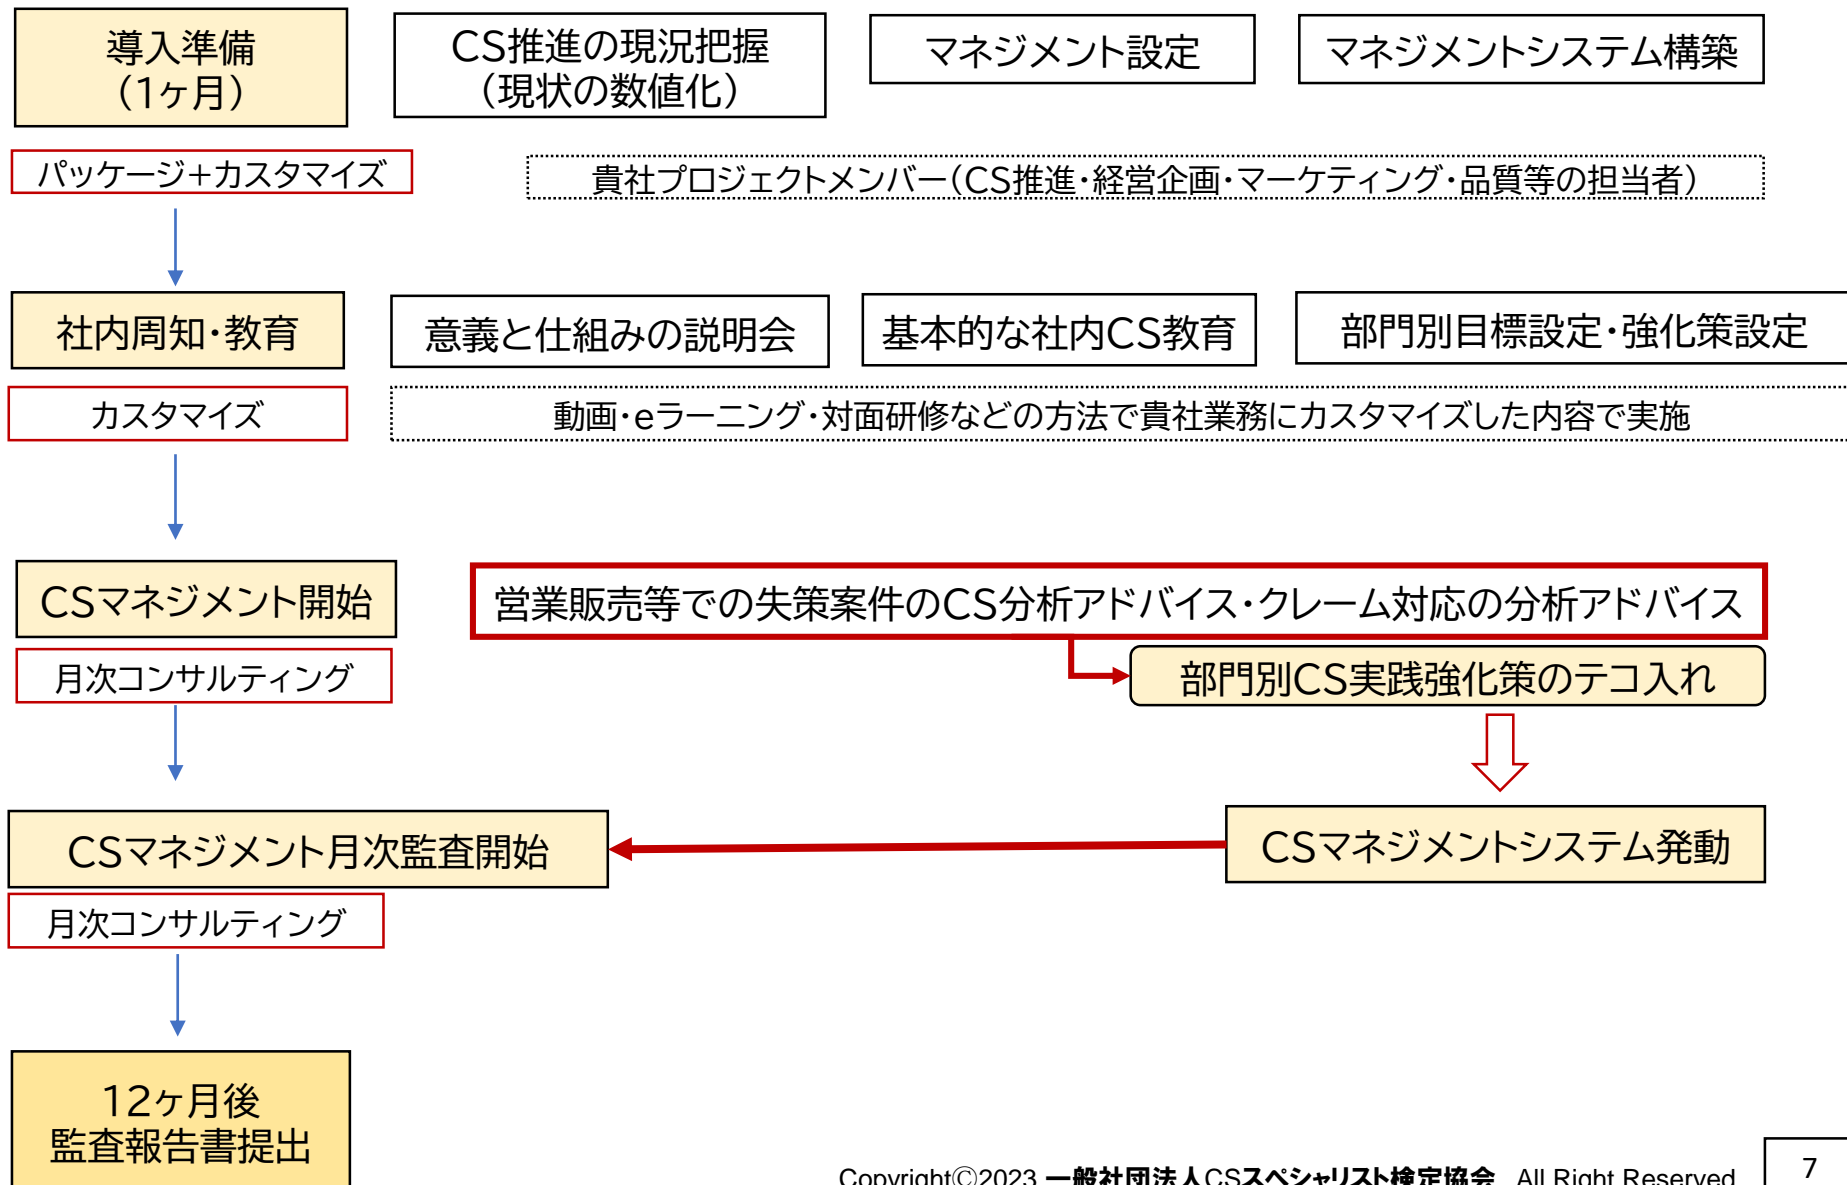 導入準備
（1ヶ月）
CS推進の現況把握
（現状の数値化）
マネジメント設定
マネジメントシステム構築
パッケージ+カスタマイズ
貴社プロジェクトメンバー（CS推進・経営企画・マーケティング・品質等の担当者）
社内周知・教育
意義と仕組みの説明会
基本的な社内CS教育
部門別目標設定・強化策設定
カスタマイズ
動画・eラーニング・対面研修などの方法で貴社業務にカスタマイズした内容で実施
CSマネジメント開始
営業販売等での失策案件のCS分析アドバイス・クレーム対応の分析アドバイス
月次コンサルティング
部門別CS実践強化策のテコ入れ
CSマネジメント月次監査開始
CSマネジメントシステム発動
月次コンサルティング
12ヶ月後
監査報告書提出
CopyrightⒸ2023 一般社団法人CSスペシャリスト検定協会 All Right Reserved
7